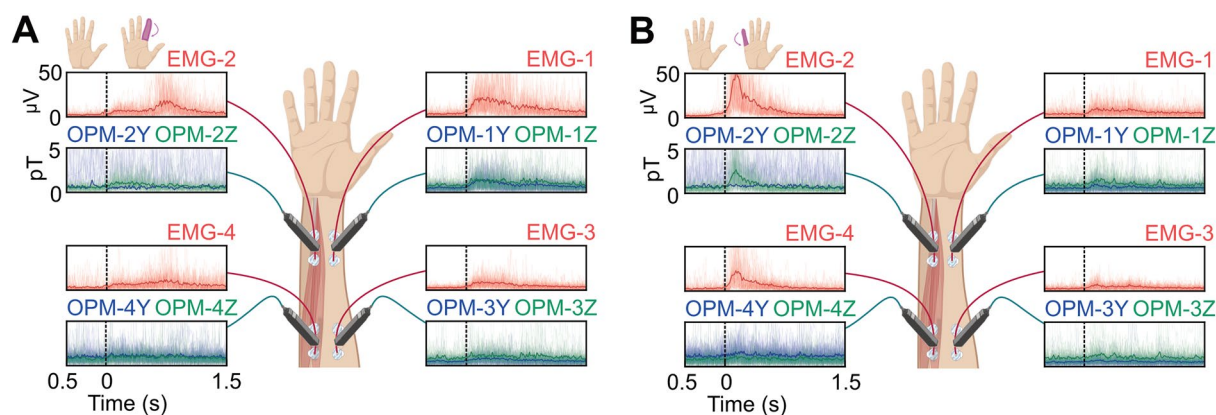 A
EMG-2
EMG-1
50
µV
0
OPM-2Y OPM-2Z
OPM-1Y OPM-1Z
5
pT
0
EMG-4
EMG-3
OPM-4Y OPM-4Z
OPM-3Y OPM-3Z
0.5 0 1.5
Time (s)
B
EMG-2
EMG-1
50
µV
0
OPM-2Y OPM-2Z
OPM-1Y OPM-1Z
5
pT
0
EMG-4
EMG-3
OPM-4Y OPM-4Z
OPM-3Y OPM-3Z
0.5 0 1.5
Time (s)